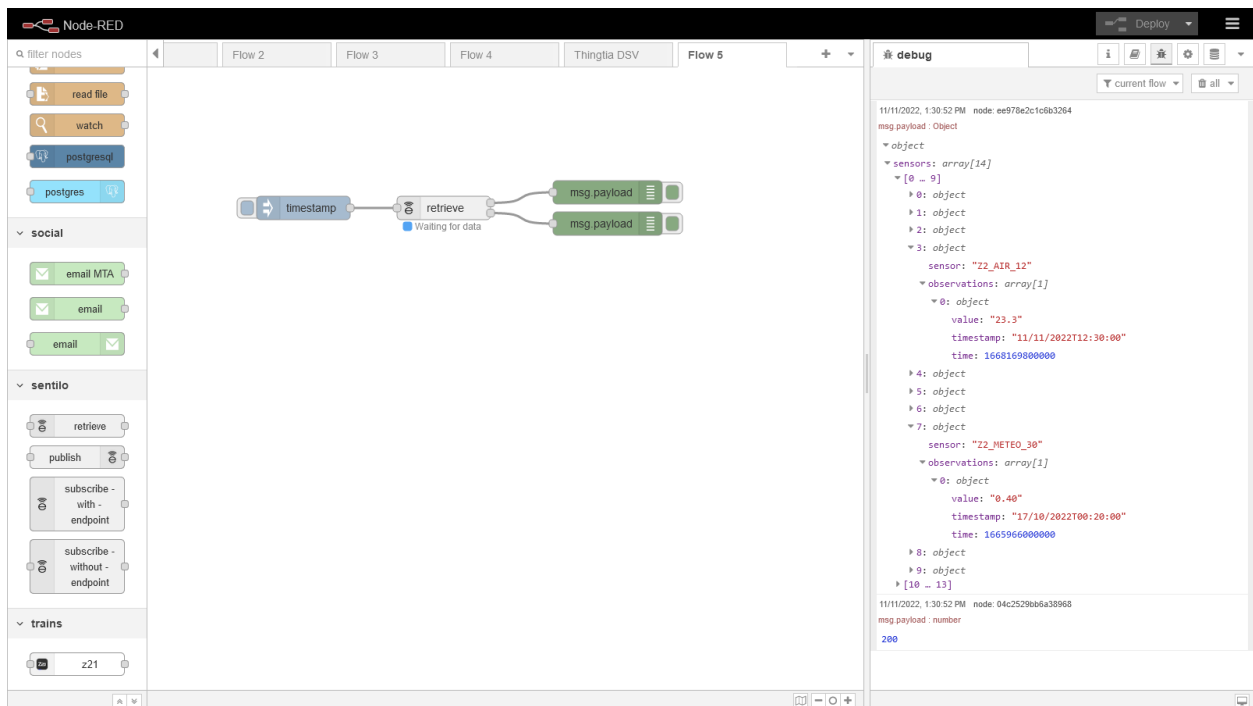 Node-RED
Deploy
filter nodes
read file
watch
postgresql
postgres
social
email MTA
email
email
sentilo
retrieve
publish
subscribe -
with -
endpoint
subscribe -
without -
endpoint
trains
Z21
z21
Flow 2
Flow 3
Flow 4
Thingtia DSV
Flow 5
timestamp
retrieve
Waiting for data
msg.payload
msg.payload
debug
i
current flow
all
11/11/2022, 1:30:52 PM node: ee978e2c1c6b3264
msg.payload : Object
object
sensors: array[14]
[0 … 9]
0: object
1: object
2: object
3: object
sensor: "Z2_AIR_12"
observations: array[1]
0: object
value: "23.3"
timestamp: "11/11/2022T12:30:00"
time: 1668169800000
4: object
5: object
6: object
7: object
sensor: "Z2_METEO_30"
observations: array[1]
0: object
value: "0.40"
timestamp: "17/10/2022T00:20:00"
time: 1665966000000
8: object
9: object
[10 … 13]
11/11/2022, 1:30:52 PM node: 04c2529bb6a38968
msg.payload : number
200